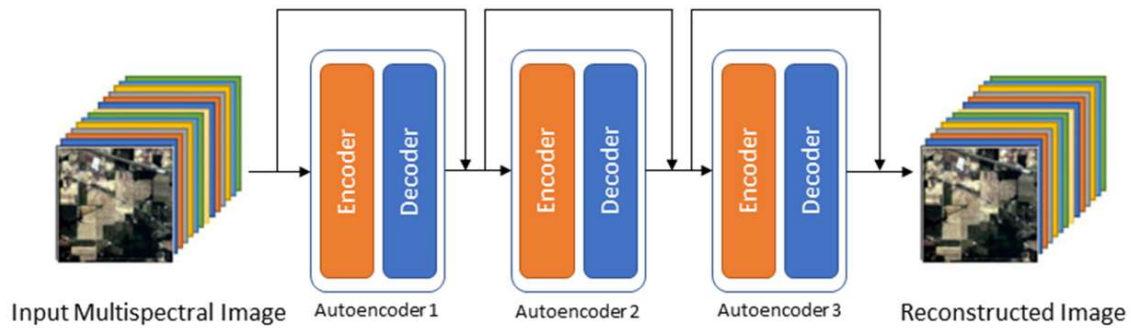 Encoder
Decoder
Encoder
Decoder
Encoder
Decoder
Input Multispectral Image
Autoencoder 1
Autoencoder 2
Autoencoder 3
Reconstructed Image